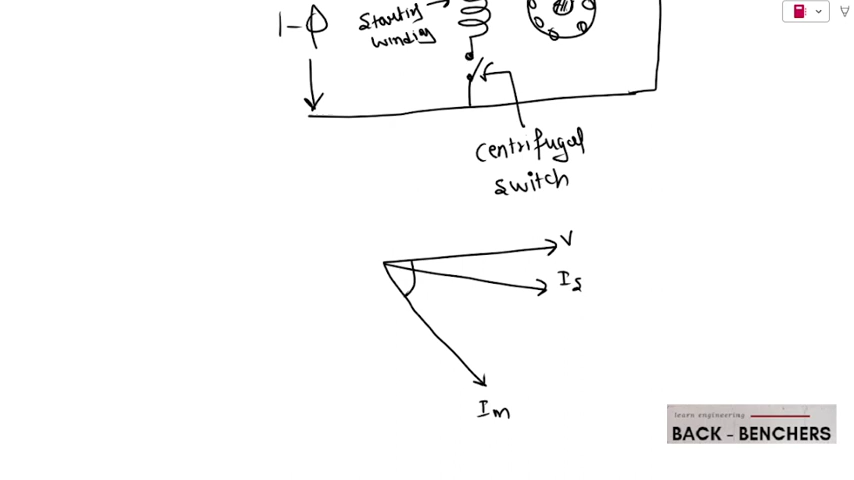 1-ϕ
Starting
winding
Centrifugal
switch
V
Is
Im
learn engineering
BACK - BENCHERS